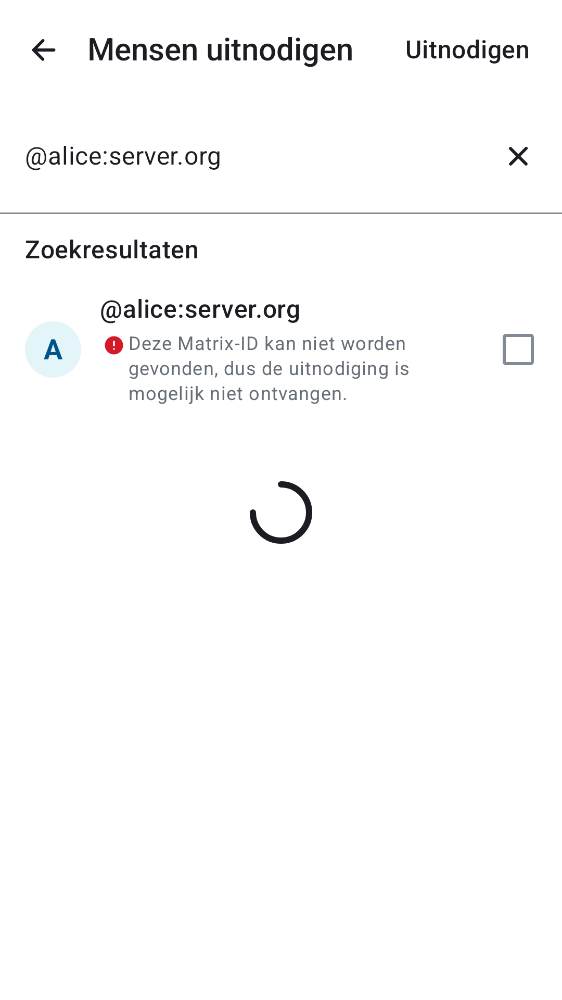 Mensen uitnodigen
Uitnodigen
@alice:server.org
Zoekresultaten
A
@alice:server.org
Deze Matrix-ID kan niet worden
gevonden, dus de uitnodiging is
mogelijk niet ontvangen.